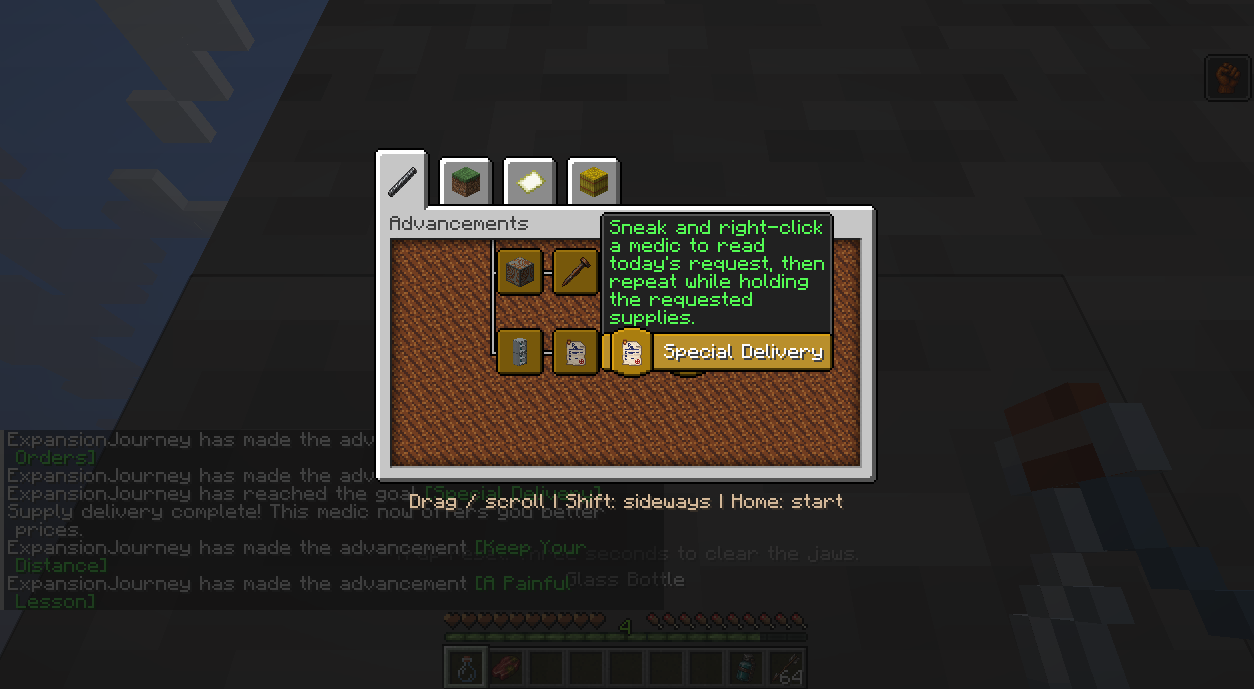 Advancements
Sneak and right-click
a medic to read
today's request, then
repeat while holding
the requested
supplies.
Special Delivery
Drag / scroll | Shift: sideways | Home: start
ExpansionJourney has made the adv
Orders]
ExpansionJourney has made the adv
ExpansionJourney has reached the goal [Special Delivery]
Supply delivery complete! This medic now offers you better
prices.
ExpansionJourney has made the advancement [Keep Your
Distance]
ExpansionJourney has made the advancement [A Painful
Lesson]
seconds to clear the jaws.
Glass Bottle
4
64